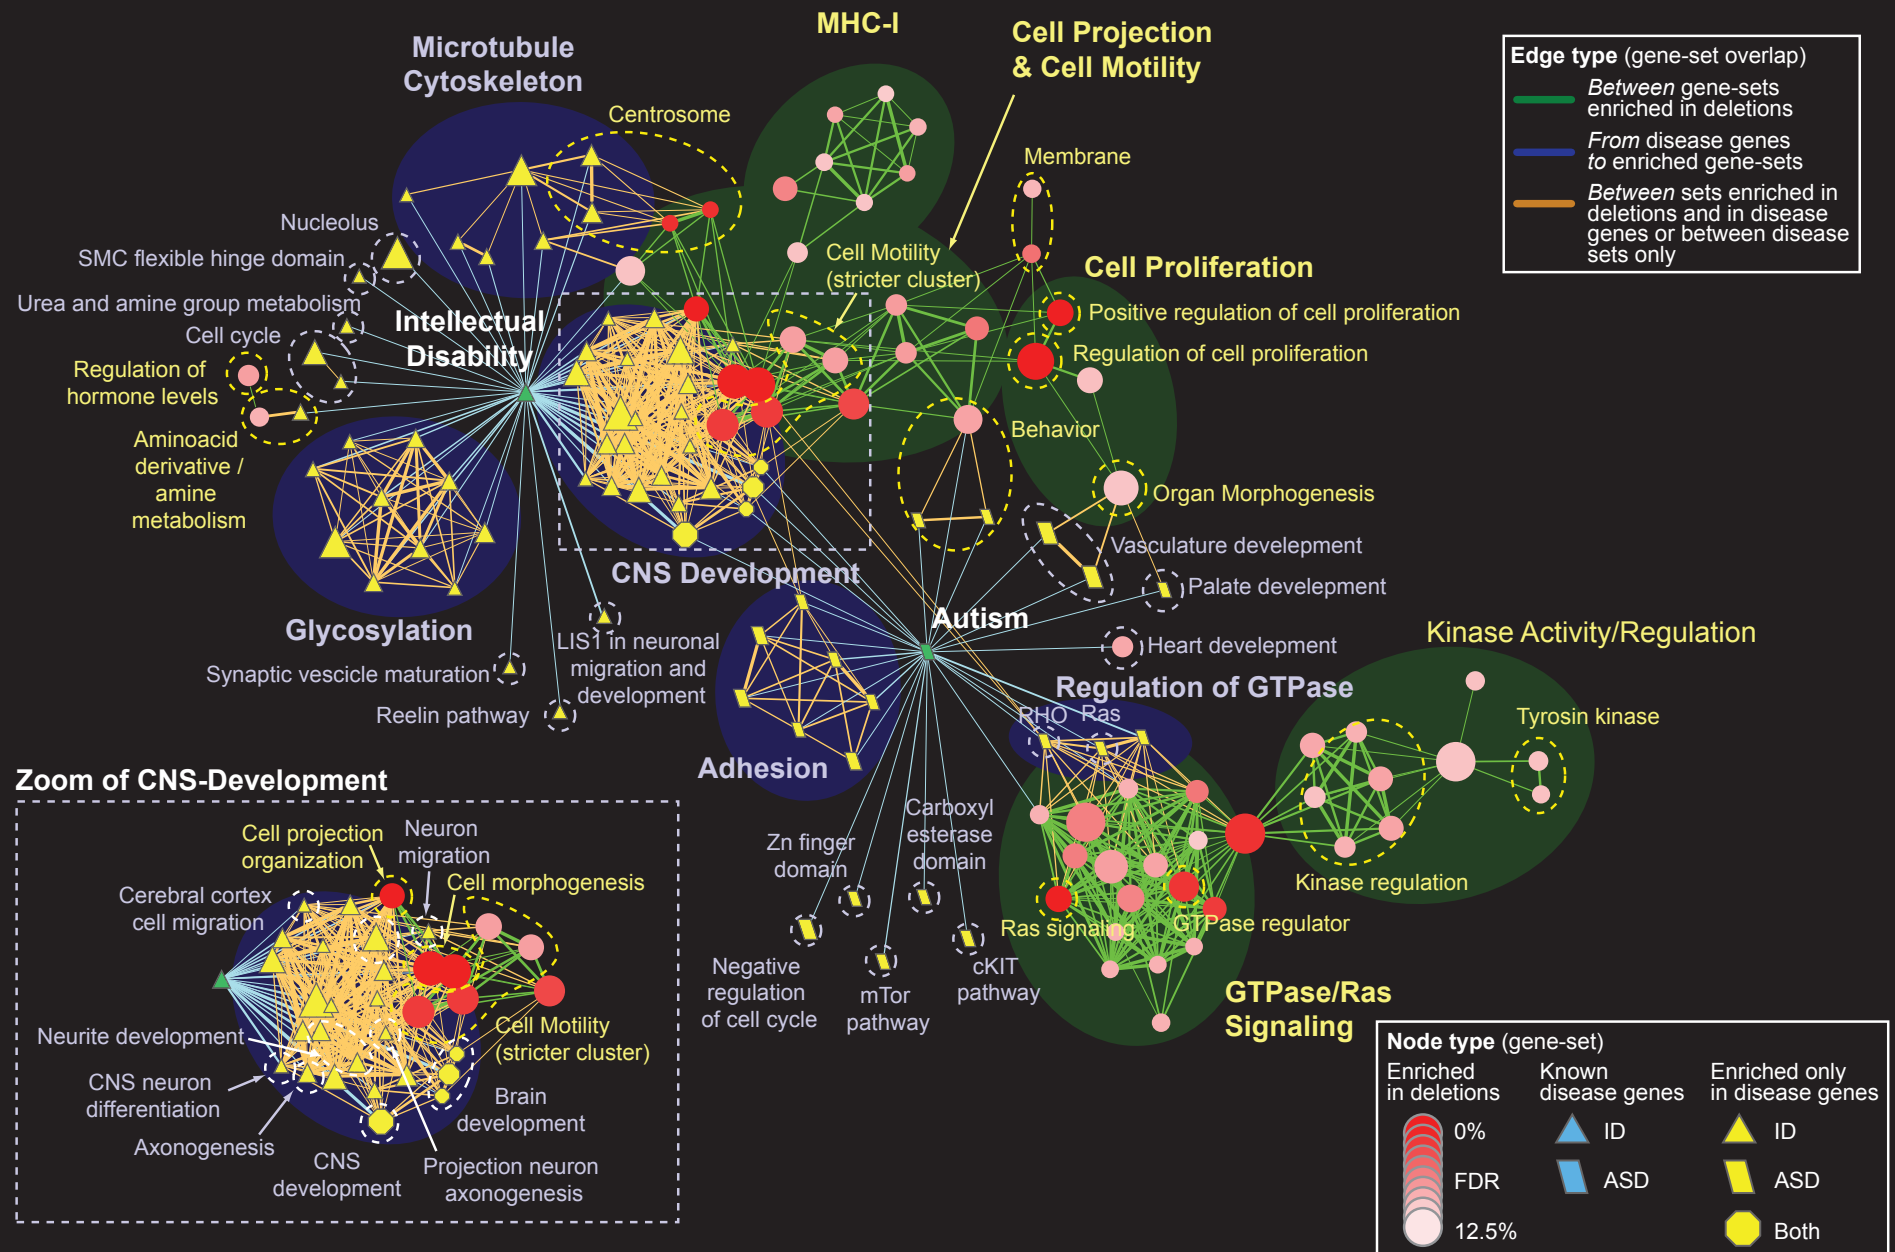 MHC-I
Cell Projection
& Cell Motility
Microtubule
Cytoskeleton
Centrosome
Membrane
Edge type (gene-set overlap)
Between gene-sets
enriched in deletions
From disease genes
to enriched gene-sets
Between sets enriched in
deletions and in disease
genes or between disease
sets only
Nucleolus
SMC flexible hinge domain
Urea and amine group metabolism
Cell cycle
Regulation of
hormone levels
Aminoacid
derivative /
amine
metabolism
Intellectual
Disability
Cell Motility
(stricter cluster)
Cell Proliferation
Positive regulation of cell proliferation
Regulation of cell proliferation
Behavior
Organ Morphogenesis
Vasculature develepment
Palate develepment
Heart develepment
CNS Development
Autism
Glycosylation
Synaptic vescicle maturation
Reelin pathway
LIS1 in neuronal
migration and
development
Adhesion
Regulation of GTPase
RHO
Ras
Kinase Activity/Regulation
Tyrosin kinase
Kinase regulation
Ras signaling
GTPase regulator
GTPase/Ras
Signaling
Zn finger
domain
Carboxyl
esterase
domain
Negative
regulation
of cell cycle
mTor
pathway
cKIT
pathway
Zoom of CNS-Development
Cell projection
organization
Neuron
migration
Cell morphogenesis
Cerebral cortex
cell migration
Neurite development
CNS neuron
differentiation
Axonogenesis
CNS
development
Projection neuron
axonogenesis
Brain
development
Cell Motility
(stricter cluster)
Node type (gene-set)
Enriched
in deletions
0%
FDR
12.5%
Known
disease genes
ID
ASD
Enriched only
in disease genes
ID
ASD
Both